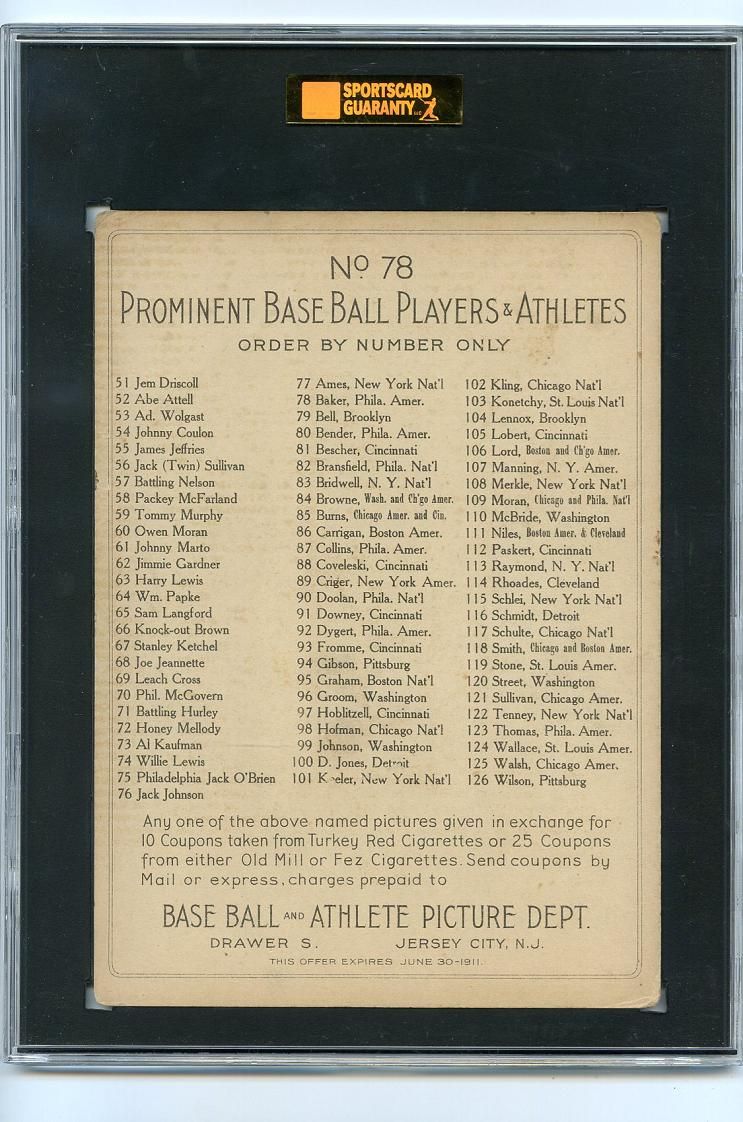 SPORTSCARD
GUARANTY LLC
Nº 78
PROMINENT BASE BALL PLAYERS & ATHLETES
ORDER BY NUMBER ONLY
51 Jem Driscoll
52 Abe Attell
53 Ad. Wolgast
54 Johnny Coulon
55 James Jeffries
56 Jack (Twin) Sullivan
57 Battling Nelson
58 Packey McFarland
59 Tommy Murphy
60 Owen Moran
61 Johnny Marto
62 Jimmie Gardner
63 Harry Lewis
64 Wm. Papke
65 Sam Langford
66 Knock-out Brown
67 Stanley Ketchel
68 Joe Jeannette
69 Leach Cross
70 Phil. McGovern
71 Battling Hurley
72 Honey Mellody
73 Al Kaufman
74 Willie Lewis
75 Philadelphia Jack O'Brien
76 Jack Johnson
77 Ames, New York Nat'l
78 Baker, Phila. Amer.
79 Bell, Brooklyn
80 Bender, Phila. Amer.
81 Bescher, Cincinnati
82 Bransfield, Phila. Nat'l
83 Bridwell, N. Y. Nat'l
84 Browne, Wash. and Ch'go Amer.
85 Burns, Chicago Amer. and Cin.
86 Carrigan, Boston Amer.
87 Collins, Phila. Amer.
88 Coveleski, Cincinnati
89 Criger, New York Amer.
90 Doolan, Phila. Nat'l
91 Downey, Cincinnati
92 Dygert, Phila. Amer.
93 Fromme, Cincinnati
94 Gibson, Pittsburg
95 Graham, Boston Nat'l
96 Groom, Washington
97 Hoblitzell, Cincinnati
98 Hofman, Chicago Nat'l
99 Johnson, Washington
100 D. Jones, Detroit
101 Keeler, New York Nat'l
102 Kling, Chicago Nat'l
103 Konetchy, St. Louis Nat'l
104 Lennox, Brooklyn
105 Lobert, Cincinnati
106 Lord, Boston and Ch'go Amer.
107 Manning, N. Y. Amer.
108 Merkle, New York Nat'l
109 Moran, Chicago and Phila. Nat'l
110 McBride, Washington
111 Niles, Boston Amer. & Cleveland
112 Paskert, Cincinnati
113 Raymond, N. Y. Nat'l
114 Rhoades, Cleveland
115 Schlei, New York Nat'l
116 Schmidt, Detroit
117 Schulte, Chicago Nat'l
118 Smith, Chicago and Boston Amer.
119 Stone, St. Louis Amer.
120 Street, Washington
121 Sullivan, Chicago Amer.
122 Tenney, New York Nat'l
123 Thomas, Phila. Amer.
124 Wallace, St. Louis Amer.
125 Walsh, Chicago Amer.
126 Wilson, Pittsburg
Any one of the above named pictures given in exchange for
10 Coupons taken from Turkey Red Cigarettes or 25 Coupons
from either Old Mill or Fez Cigarettes. Send coupons by
Mail or express, charges prepaid to
BASE BALL AND ATHLETE PICTURE DEPT.
DRAWER S. JERSEY CITY, N.J.
THIS OFFER EXPIRES JUNE 30-1911.